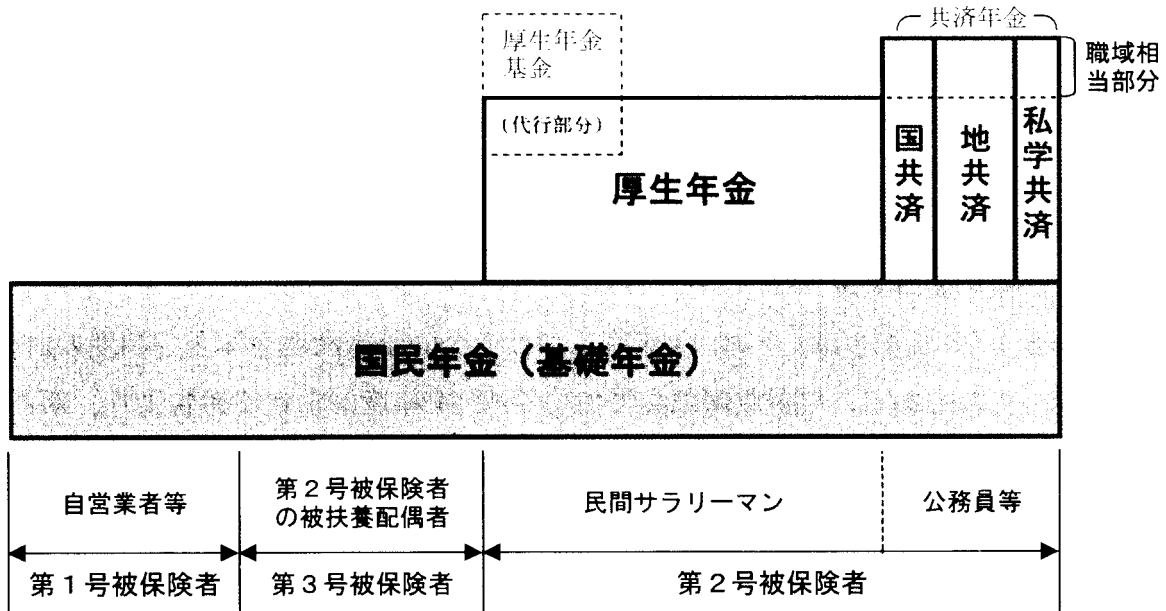 共済年金
厚生年金
基金
職域相
当部分
(代行部分)
厚生年金
国共済
地共済
私学共済
国民年金(基礎年金)
自営業者等
第2号被保険者
の被扶養配偶者
民間サラリーマン
公務員等
第1号被保険者
第3号被保険者
第2号被保険者